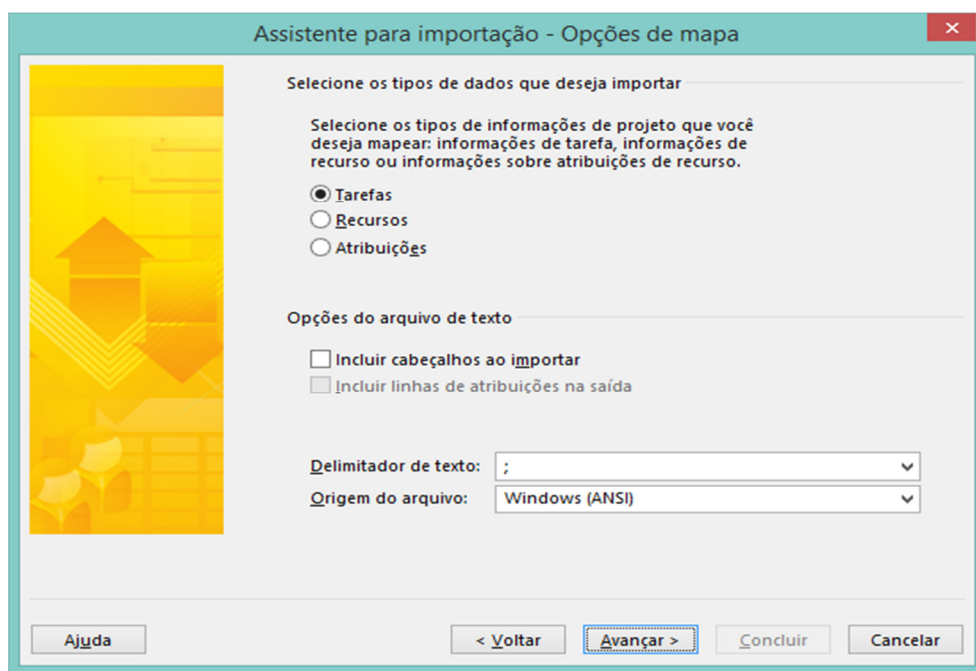 Assistente para importação - Opções de mapa
Selecione os tipos de dados que deseja importar
Selecione os tipos de informações de projeto que você
deseja mapear: informações de tarefa, informações de
recurso ou informações sobre atribuições de recurso.
Tarefas
Recursos
Atribuições
Opções do arquivo de texto
Incluir cabeçalhos ao importar
Incluir linhas de atribuições na saída
Delimitador de texto: ;
Origem do arquivo: Windows (ANSI)
Ajuda < Voltar Avançar > Concluir Cancelar